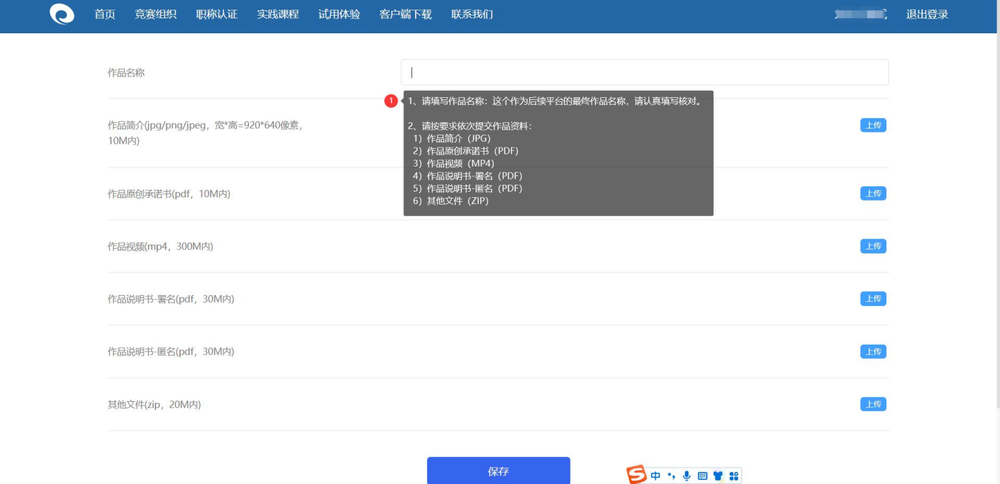 首页 竞赛组织 职称认证 实践课程 试用体验 客户端下载 联系我们 退出登录
作品名称
1
1、请填写作品名称：这个作为后续平台的最终作品名称，请认真填写核对。
2、请按要求依次提交作品资料：
1）作品简介（JPG）
2）作品原创承诺书（PDF）
3）作品视频（MP4）
4）作品说明书-署名（PDF）
5）作品说明书-匿名（PDF）
6）其他文件（ZIP）
作品简介(jpg/png/jpeg，宽*高=920*640像素，
10M内)
上传
作品原创承诺书(pdf，10M内)
上传
作品视频(mp4，300M内)
上传
作品说明书-署名(pdf，30M内)
上传
作品说明书-匿名(pdf，30M内)
上传
其他文件(zip，20M内)
上传
保存
S 中